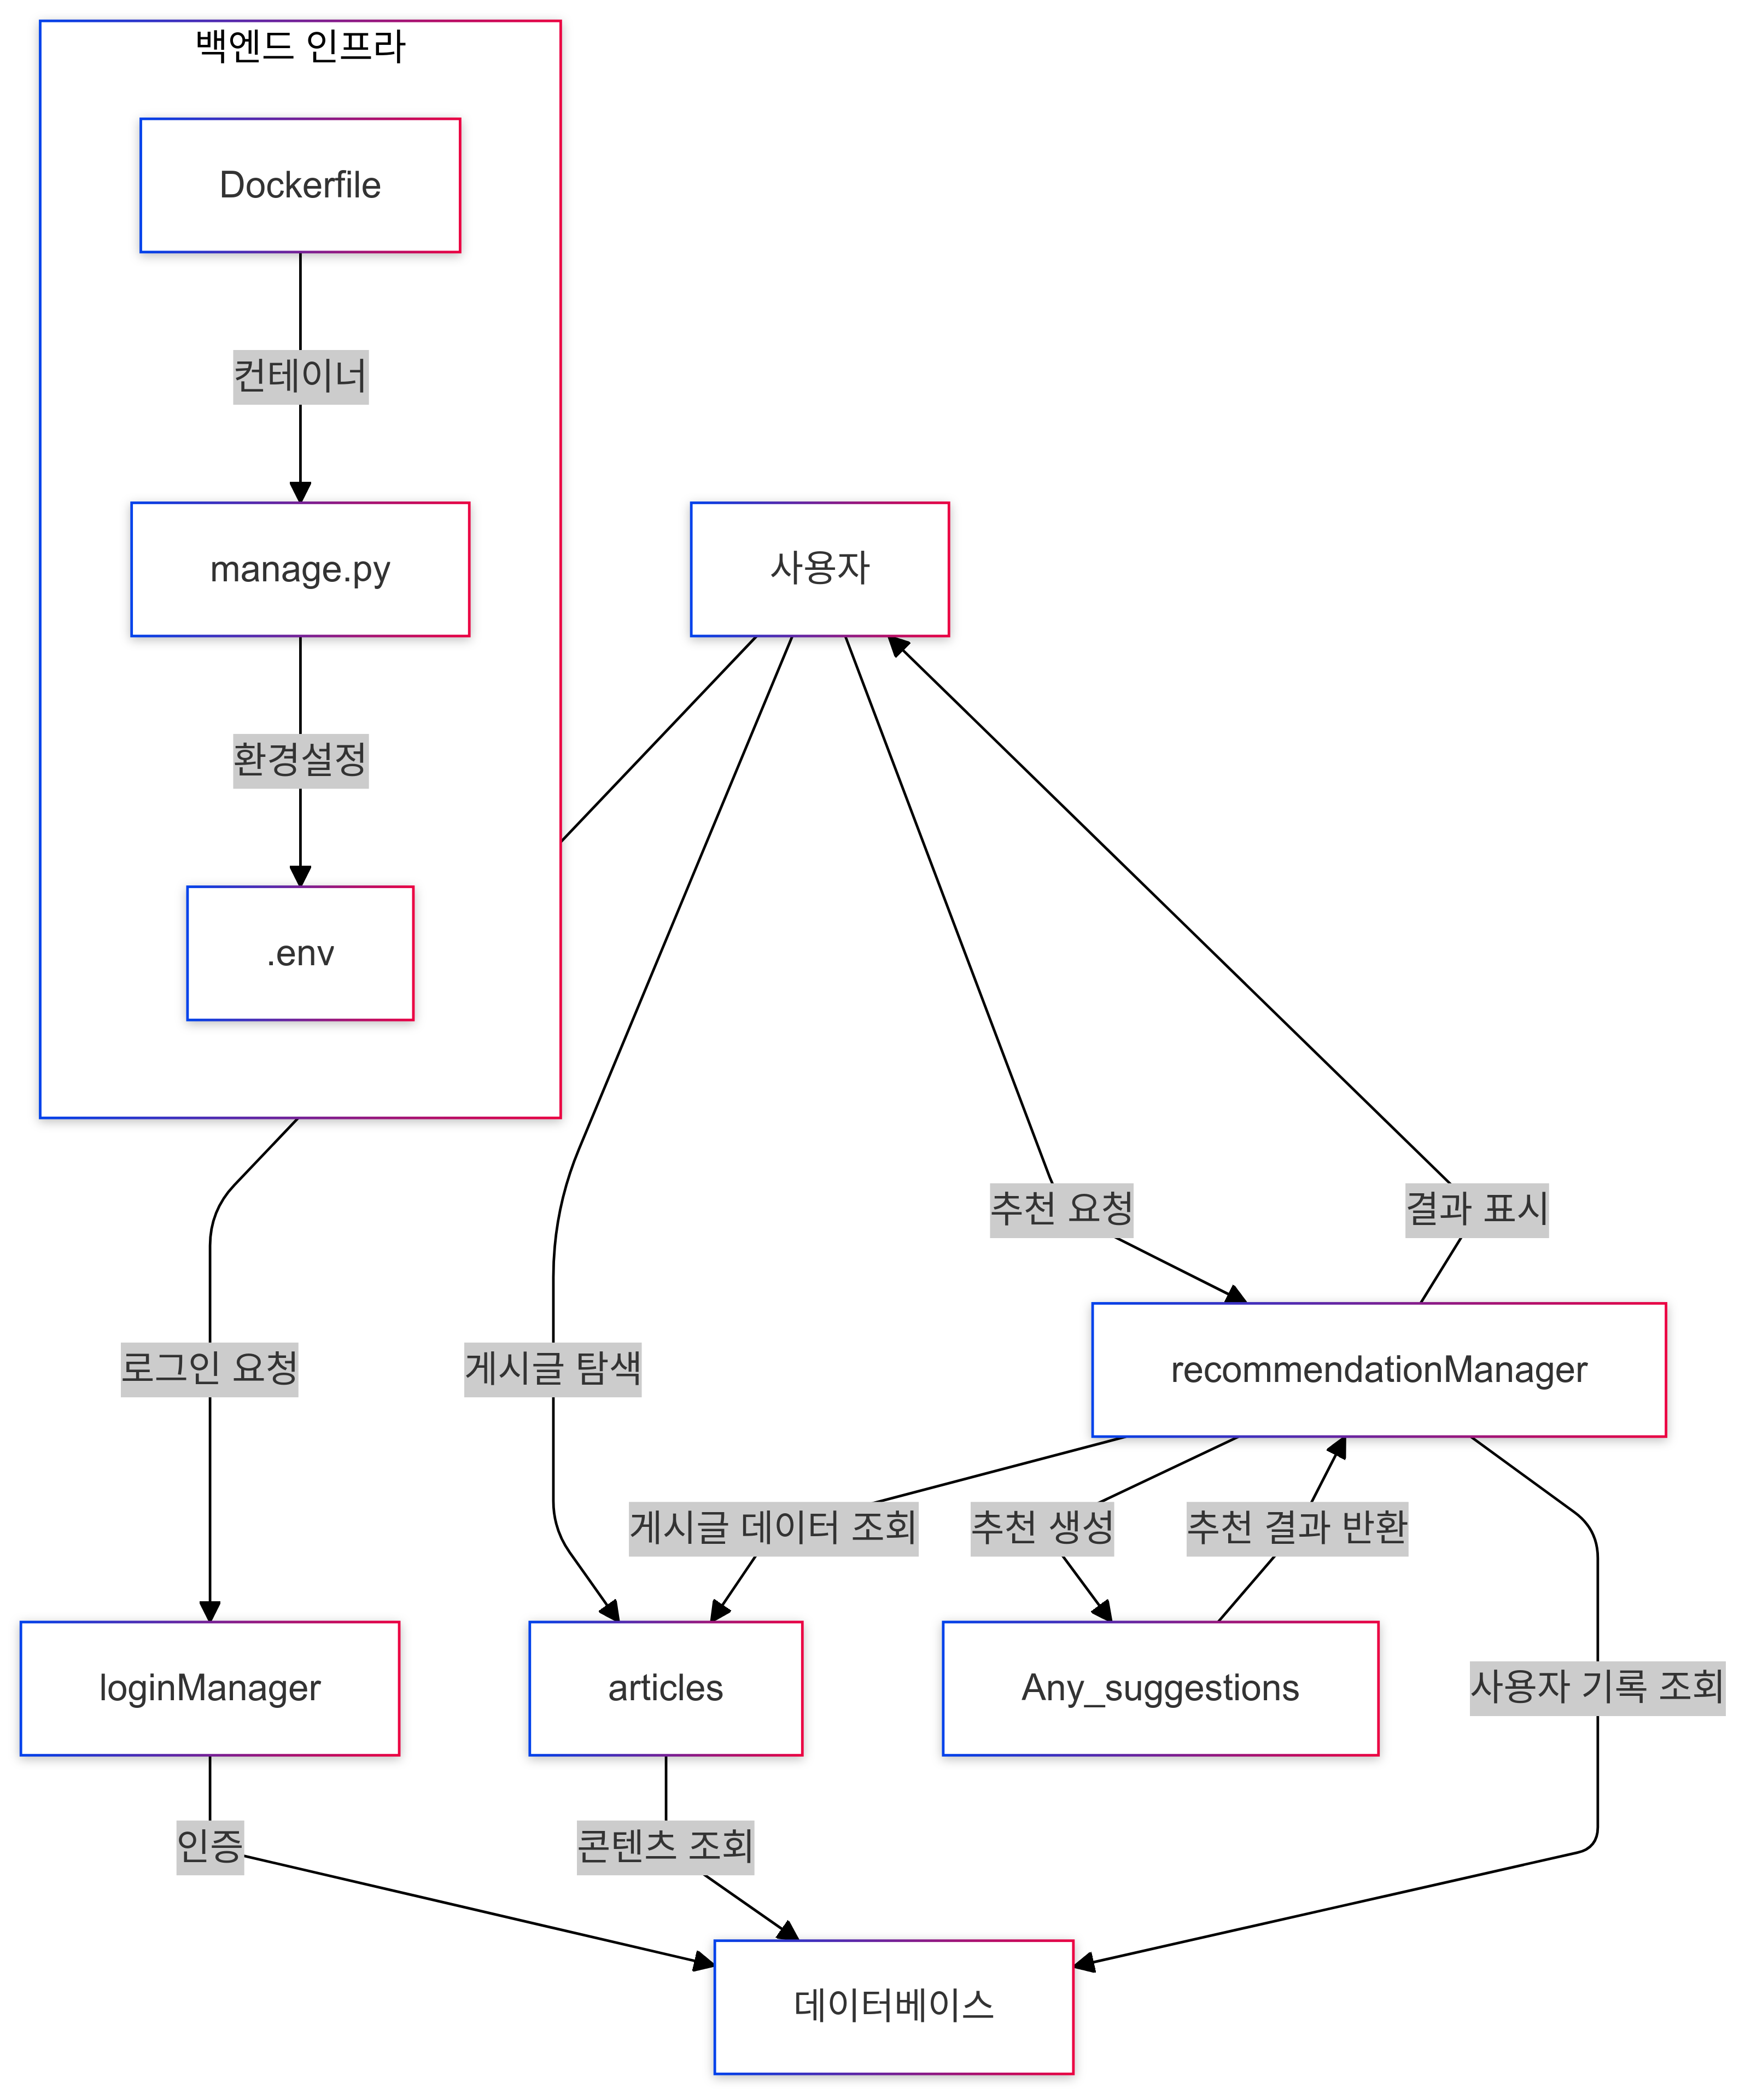 백엔드 인프라
Dockerfile
컨테이너
manage.py
사용자
환경설정
.env
추천 요청
결과 표시
로그인 요청
게시글 탐색
recommendationManager
게시글 데이터 조회
추천 생성
추천 결과 반환
loginManager
articles
Any_suggestions
사용자 기록 조회
인증
콘텐츠 조회
데이터베이스